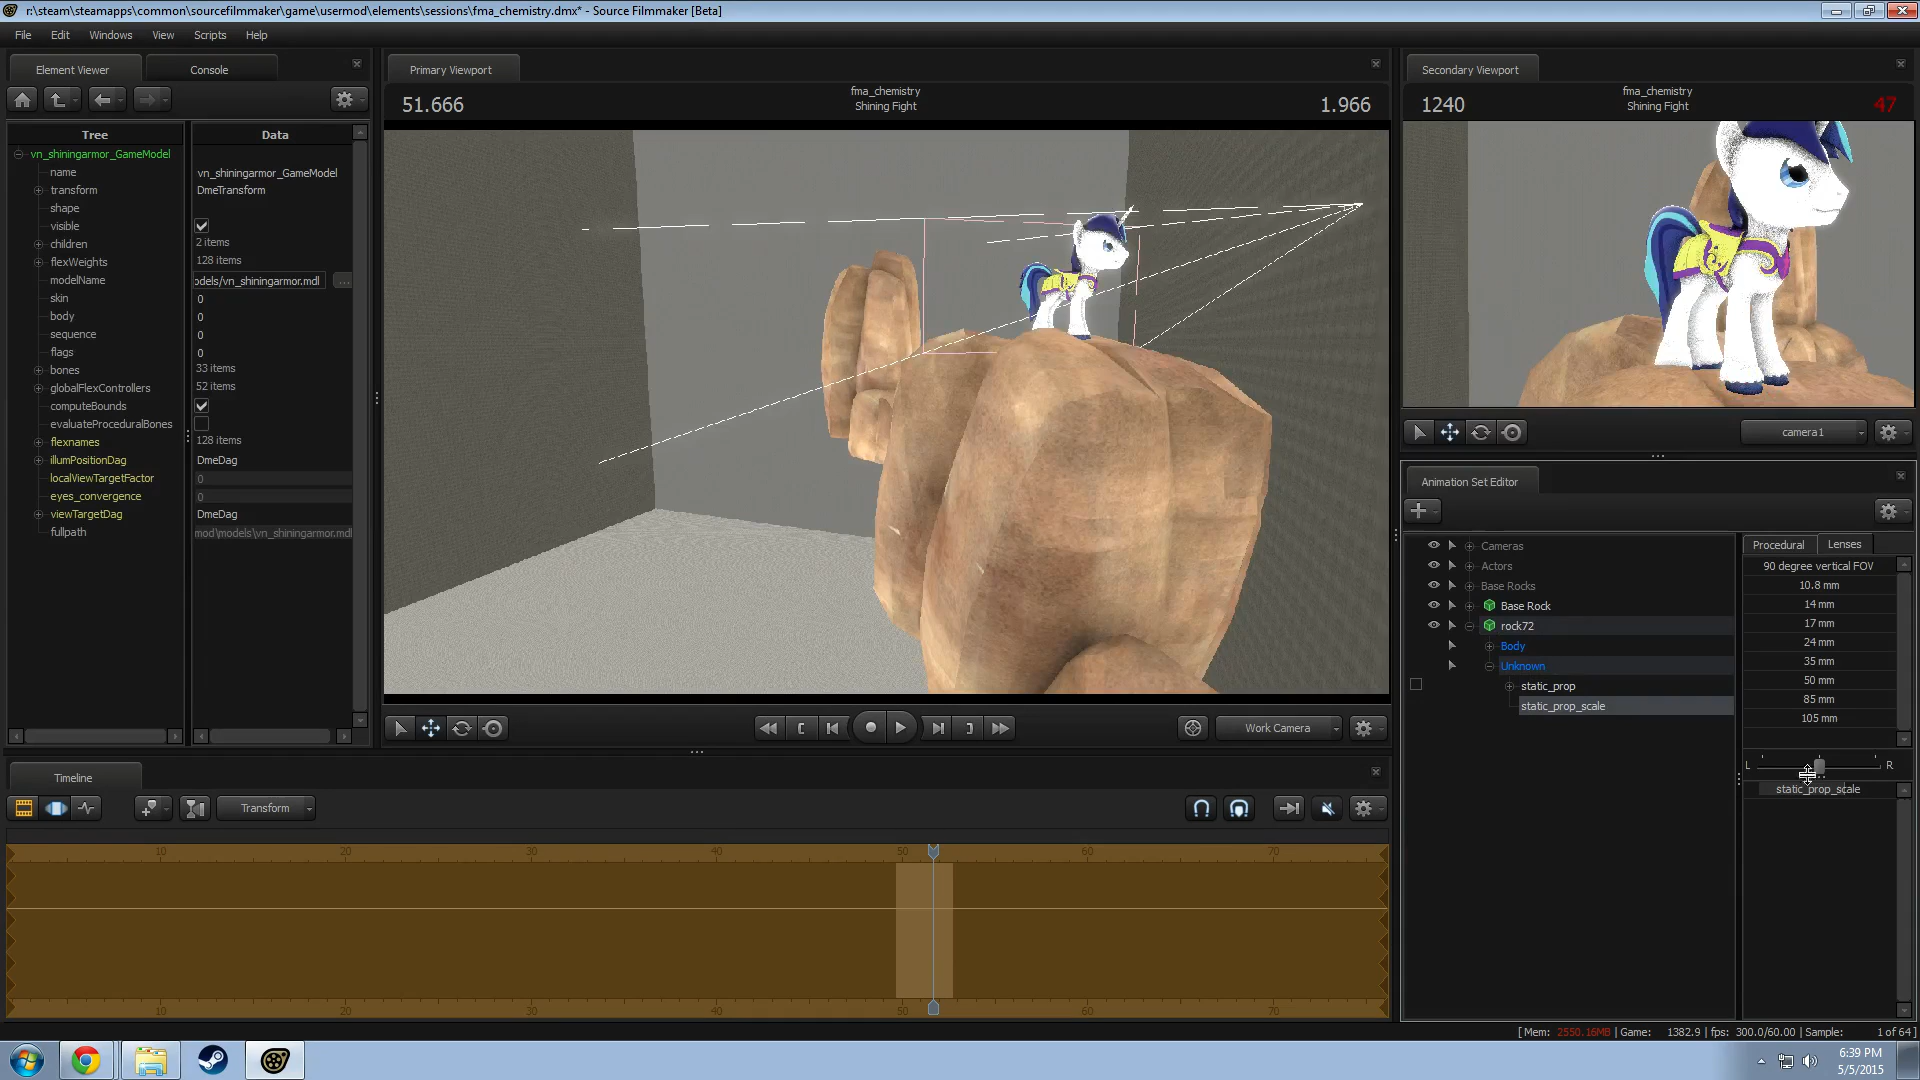 r:\steam\steamapps\common\sourcefilmmaker\game\usermod\elements\sessions\fma_chemistry.dmx* - Source Filmmaker [Beta]
File Edit Windows View Scripts Help
Element Viewer Console
Tree Data
vn_shiningarmor_GameModel
name vn_shiningarmor_GameModel
transform DmeTransform
shape
visible
children 2 items
flexWeights 128 items
modelName odels/vn_shiningarmor.mdl ...
skin 0
body 0
sequence 0
flags 0
bones 33 items
globalFlexControllers 52 items
computeBounds
evaluateProceduralBones
flexnames 128 items
illumPositionDag DmeDag
localViewTargetFactor 0
eyes_convergence 0
viewTargetDag DmeDag
fullpath mod\models\vn_shiningarmor.mdl
Primary Viewport
51.666
fma_chemistry
Shining Fight
1.966
Work Camera
Secondary Viewport
1240
fma_chemistry
Shining Fight
47
camera1
Animation Set Editor
Cameras
Actors
Base Rocks
Base Rock
rock72
Body
Unknown
static_prop
static_prop_scale
Procedural Lenses
90 degree vertical FOV
10.8 mm
14 mm
17 mm
24 mm
35 mm
50 mm
85 mm
105 mm
L R
static_prop_scale
Timeline
Transform
10 20 30 40 50 60 70
10 20 30 40 50 60 70
[ Mem: 2550.16MB | Game: 1382.9 | fps: 300.0/60.00 | Sample: 1 of 64 ]
6:39 PM
5/5/2015